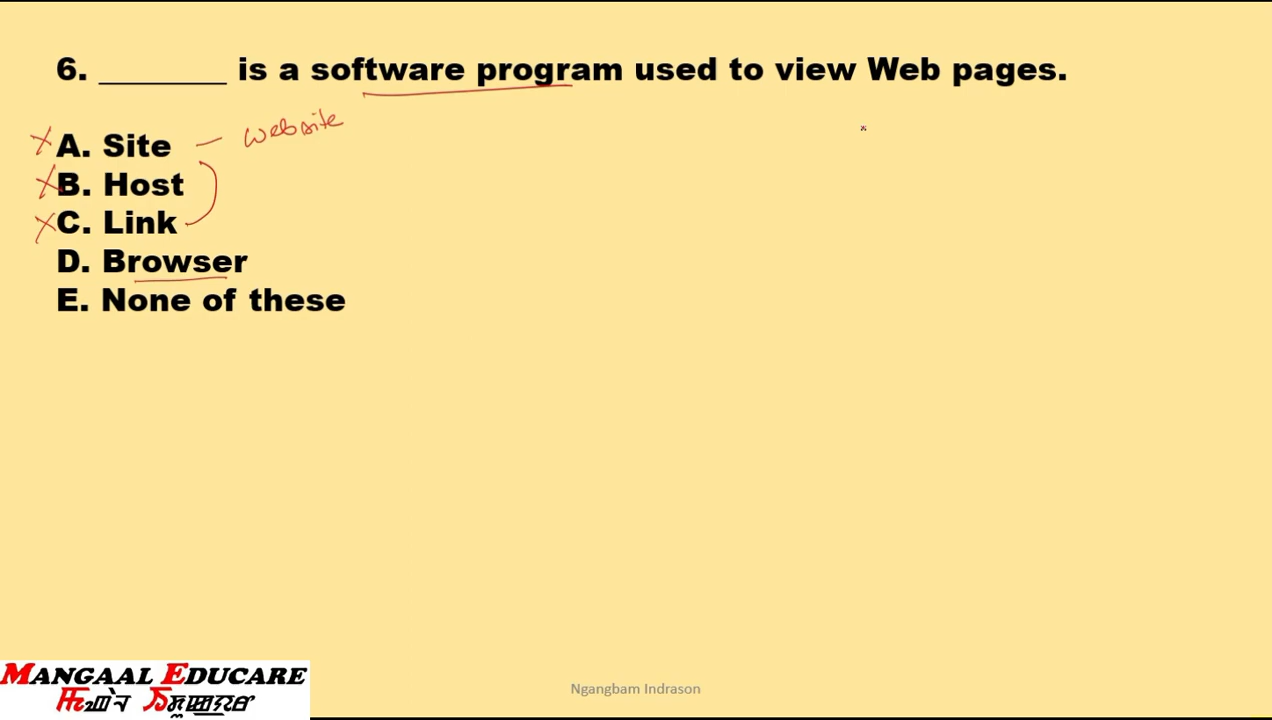 6. ________ is a software program used to view Web pages.
A. Site - website
B. Host
C. Link
D. Browser
E. None of these
MANGAAL EDUCARE
Ngangbam Indrason